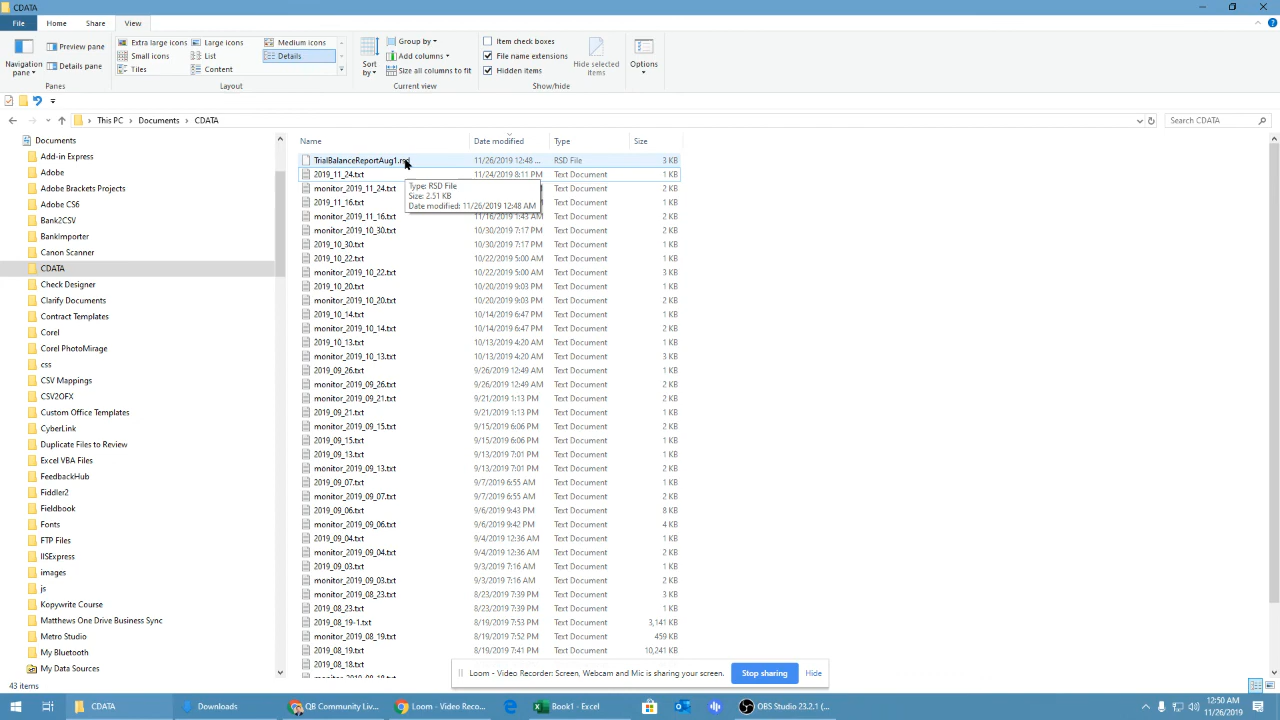 CDATA
File Home Share View
Navigation pane
Preview pane
Details pane
Panes
Extra large icons Large icons Medium icons
Small icons List Details
Tiles Content
Layout
Sort by
Group by
Add columns
Size all columns to fit
Current view
Item check boxes
File name extensions
Hidden items
Hide selected items
Show/hide
Options
This PC Documents CDATA
Search CDATA
Documents
Add-in Express
Adobe
Adobe Brackets Projects
Adobe CS6
Bank2CSV
BankImporter
Canon Scanner
CDATA
Check Designer
Clarify Documents
Contract Templates
Corel
Corel PhotoMirage
css
CSV Mappings
CSV2OFX
Custom Office Templates
CyberLink
Duplicate Files to Review
Excel VBA Files
FeedbackHub
Fiddler2
Fieldbook
Fonts
FTP Files
IISExpress
images
js
Kopywrite Course
Matthews One Drive Business Sync
Metro Studio
My Bluetooth
My Data Sources
Name Date modified Type Size
TrialBalanceReportAug1.rsd 11/26/2019 12:48 ... RSD File 3 KB
2019_11_24.txt 11/24/2019 8:11 PM Text Document 1 KB
monitor_2019_11_24.txt Text Document 2 KB
2019_11_16.txt Text Document 1 KB
monitor_2019_11_16.txt 11/16/2019 1:43 AM Text Document 2 KB
monitor_2019_10_30.txt 10/30/2019 7:17 PM Text Document 2 KB
2019_10_30.txt 10/30/2019 7:17 PM Text Document 1 KB
2019_10_22.txt 10/22/2019 5:00 AM Text Document 1 KB
monitor_2019_10_22.txt 10/22/2019 5:00 AM Text Document 3 KB
2019_10_20.txt 10/20/2019 9:03 PM Text Document 1 KB
monitor_2019_10_20.txt 10/20/2019 9:03 PM Text Document 2 KB
2019_10_14.txt 10/14/2019 6:47 PM Text Document 1 KB
monitor_2019_10_14.txt 10/14/2019 6:47 PM Text Document 2 KB
2019_10_13.txt 10/13/2019 4:20 AM Text Document 1 KB
monitor_2019_10_13.txt 10/13/2019 4:20 AM Text Document 3 KB
2019_09_26.txt 9/26/2019 12:49 AM Text Document 1 KB
monitor_2019_09_26.txt 9/26/2019 12:49 AM Text Document 2 KB
monitor_2019_09_21.txt 9/21/2019 1:13 PM Text Document 2 KB
2019_09_21.txt 9/21/2019 1:13 PM Text Document 1 KB
monitor_2019_09_15.txt 9/15/2019 6:06 PM Text Document 2 KB
2019_09_15.txt 9/15/2019 6:06 PM Text Document 1 KB
2019_09_13.txt 9/13/2019 7:01 PM Text Document 1 KB
monitor_2019_09_13.txt 9/13/2019 7:01 PM Text Document 2 KB
2019_09_07.txt 9/7/2019 6:55 AM Text Document 1 KB
monitor_2019_09_07.txt 9/7/2019 6:55 AM Text Document 2 KB
2019_09_06.txt 9/6/2019 9:43 PM Text Document 8 KB
monitor_2019_09_06.txt 9/6/2019 9:42 PM Text Document 4 KB
2019_09_04.txt 9/4/2019 12:36 AM Text Document 1 KB
monitor_2019_09_04.txt 9/4/2019 12:36 AM Text Document 2 KB
2019_09_03.txt 9/3/2019 7:16 AM Text Document 1 KB
monitor_2019_09_03.txt 9/3/2019 7:16 AM Text Document 2 KB
monitor_2019_08_23.txt 8/23/2019 7:39 PM Text Document 3 KB
2019_08_23.txt 8/23/2019 7:39 PM Text Document 1 KB
2019_08_19-1.txt 8/19/2019 7:53 PM Text Document 3,141 KB
monitor_2019_08_19.txt 8/19/2019 7:52 PM Text Document 459 KB
2019_08_19.txt 8/19/2019 7:41 PM Text Document 10,241 KB
2019_08_18.txt
Type: RSD File
Size: 2.51 KB
Date modified: 11/26/2019 12:48 AM
Loom - Video Recorder: Screen, Webcam and Mic is sharing your screen. Stop sharing Hide
43 items
CDATA Downloads QB Community Liv... Loom - Video Reco... Book1 - Excel OBS Studio 23.2.1 (... 12:50 AM
11/26/2019